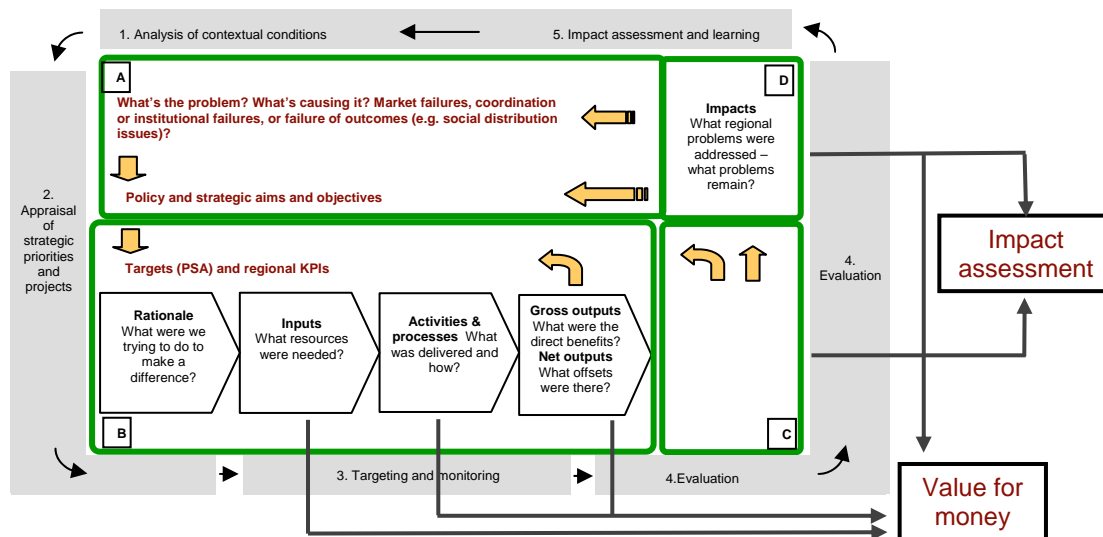 1. Analysis of contextual conditions
5. Impact assessment and learning
A
D
What's the problem? What's causing it? Market failures, coordination
or institutional failures, or failure of outcomes (e.g. social distribution
issues)?
Impacts
What regional
problems were
addressed –
what problems
remain?
Policy and strategic aims and objectives
2.
Appraisal
of
strategic
priorities
and
projects
4.
Evaluation
Impact
assessment
Targets (PSA) and regional KPIs
Rationale
What were we
trying to do to
make a
difference?
Inputs
What resources
were needed?
Activities &
processes What
was delivered and
how?
Gross outputs
What were the
direct benefits?
Net outputs
What offsets
were there?
B
C
3. Targeting and monitoring
4.Evaluation
Value for
money